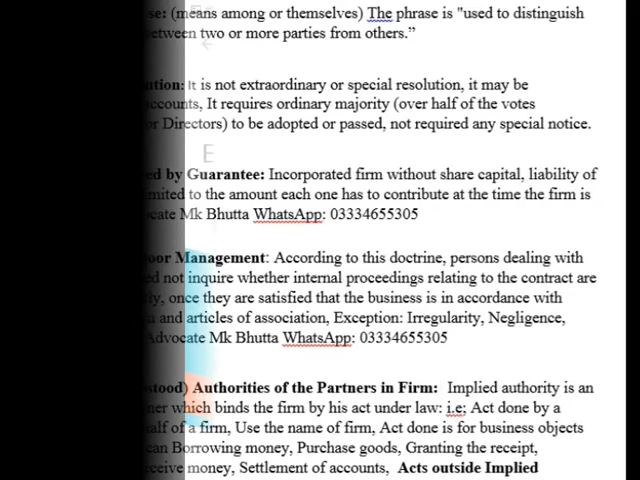 se: (means among or themselves) The phrase is "used to distinguish
etween two or more parties from others.”
ution: It is not extraordinary or special resolution, it may be
ccounts, It requires ordinary majority (over half of the votes
or Directors) to be adopted or passed, not required any special notice.
E
ed by Guarantee: Incorporated firm without share capital, liability of
mited to the amount each one has to contribute at the time the firm is
cate Mk Bhutta WhatsApp: 03334655305
oor Management: According to this doctrine, persons dealing with
ed not inquire whether internal proceedings relating to the contract are
ly, once they are satisfied that the business is in accordance with
and articles of association, Exception: Irregularity, Negligence,
Advocate Mk Bhutta WhatsApp: 03334655305
stood) Authorities of the Partners in Firm: Implied authority is an
ner which binds the firm by his act under law: i.e; Act done by a
alf of a firm, Use the name of firm, Act done is for business objects
can Borrowing money, Purchase goods, Granting the receipt,
ceive money, Settlement of accounts, Acts outside Implied